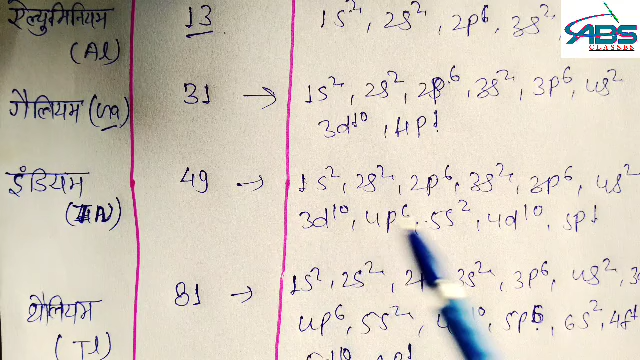 ऐल्युमिनियम 13 1s², 2s², 2p⁶, 3s²,
(Al)
ABS
CLASSES
गैलियम (Ga) 31 → 1s², 2s², 2p⁶, 3s², 3p⁶, 4s²
3d¹⁰, 4p¹
इंडियम 49 → 1s², 2s², 2p⁶, 3s², 3p⁶, 4s²
(IN) 3d¹⁰, 4p⁶, 5s², 4d¹⁰, 5p¹
81 → 1s², 2s², 3s², 3p⁶, 4s²,
थैलियम 4p⁶, 5s², 5p6, 6s²,
(Tl)